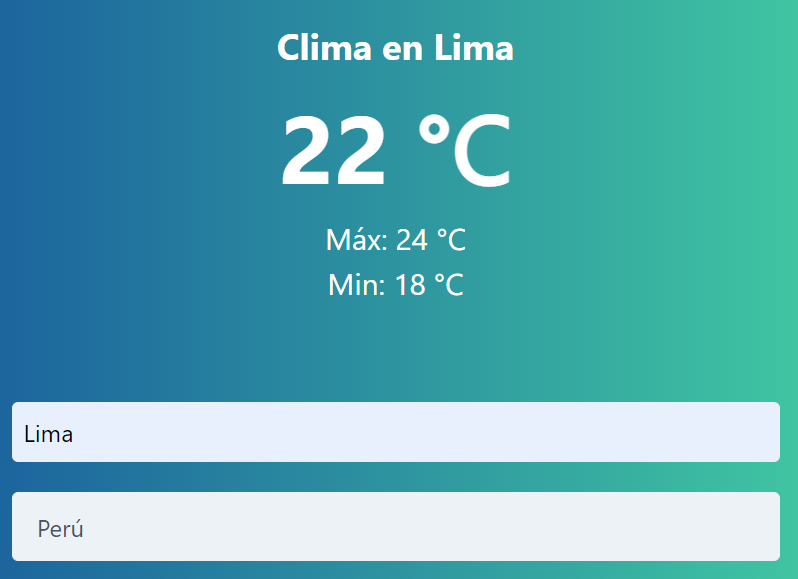 Clima en Lima
22 °C
Máx: 24 °C
Min: 18 °C
Lima
Perú